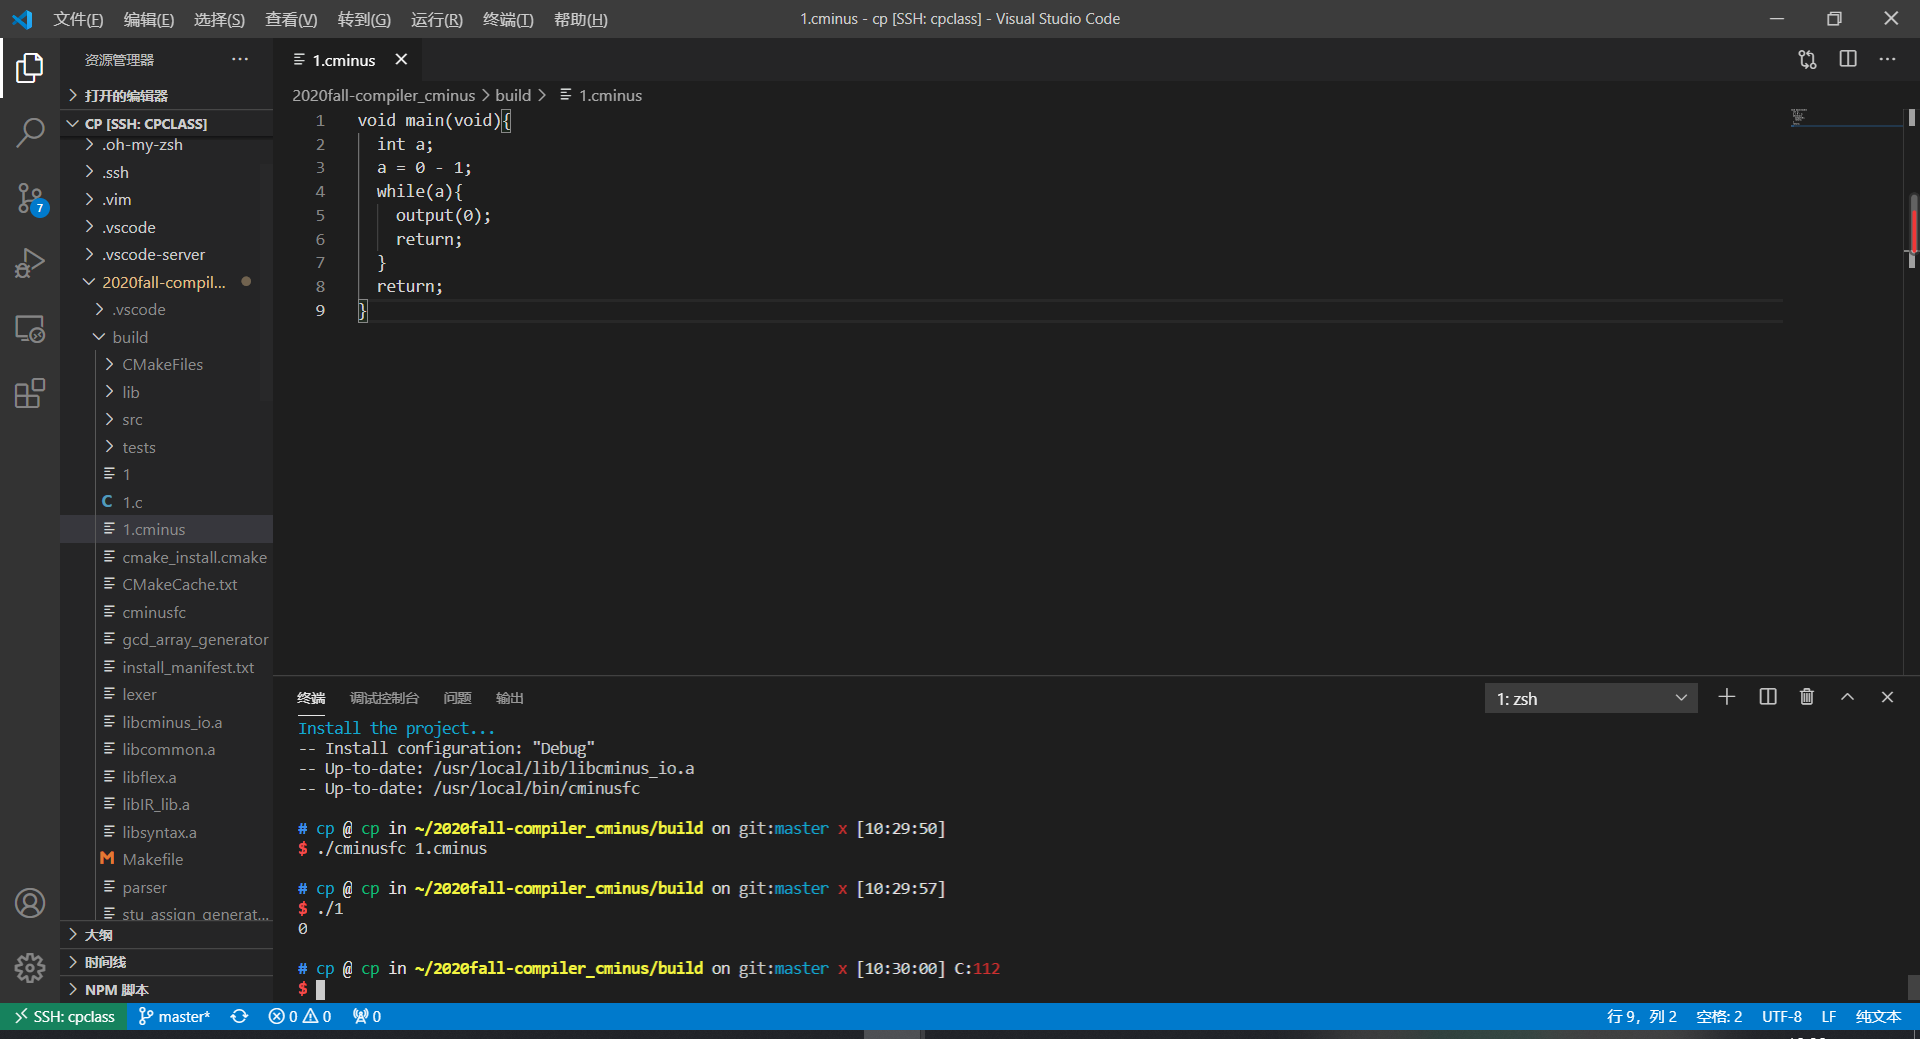 文件(F) 编辑(E) 选择(S) 查看(V) 转到(G) 运行(R) 终端(T) 帮助(H)
1.cminus - cp [SSH: cpclass] - Visual Studio Code
资源管理器
打开的编辑器
CP [SSH: CPCLASS]
.oh-my-zsh
.ssh
.vim
.vscode
.vscode-server
2020fall-compil...
.vscode
build
CMakeFiles
lib
src
tests
1
C 1.c
1.cminus
cmake_install.cmake
CMakeCache.txt
cminusfc
gcd_array_generator
install_manifest.txt
lexer
libcminus_io.a
libcommon.a
libflex.a
libIR_lib.a
libsyntax.a
M Makefile
parser
stu_assign_generat...
大纲
时间线
NPM 脚本
7
1.cminus
2020fall-compiler_cminus > build > 1.cminus
1 void main(void){
2 int a;
3 a = 0 - 1;
4 while(a){
5 output(0);
6 return;
7 }
8 return;
9 }
终端 调试控制台 问题 输出
1: zsh
Install the project...
-- Install configuration: "Debug"
-- Up-to-date: /usr/local/lib/libcminus_io.a
-- Up-to-date: /usr/local/bin/cminusfc
# cp @ cp in ~/2020fall-compiler_cminus/build on git:master x [10:29:50]
$ ./cminusfc 1.cminus
# cp @ cp in ~/2020fall-compiler_cminus/build on git:master x [10:29:57]
$ ./1
0
# cp @ cp in ~/2020fall-compiler_cminus/build on git:master x [10:30:00] C:112
$
SSH: cpclass master* 0 0 0
行 9，列 2 空格: 2 UTF-8 LF 纯文本